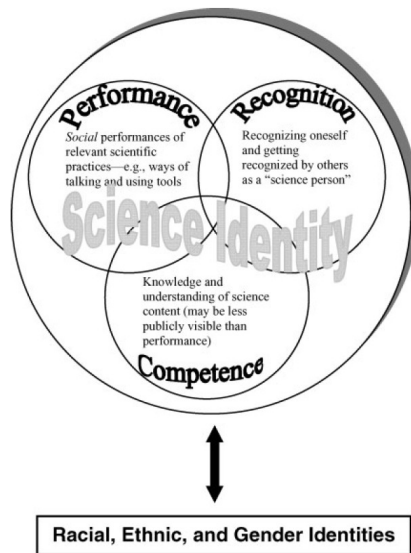 Performance
Social performances of
relevant scientific
practices—e.g., ways of
talking and using tools
Recognition
Recognizing oneself
and getting
recognized by others
as a “science person”
Science Identity
Knowledge and
understanding of science
content (may be less
publicly visible than
performance)
Competence
Racial, Ethnic, and Gender Identities